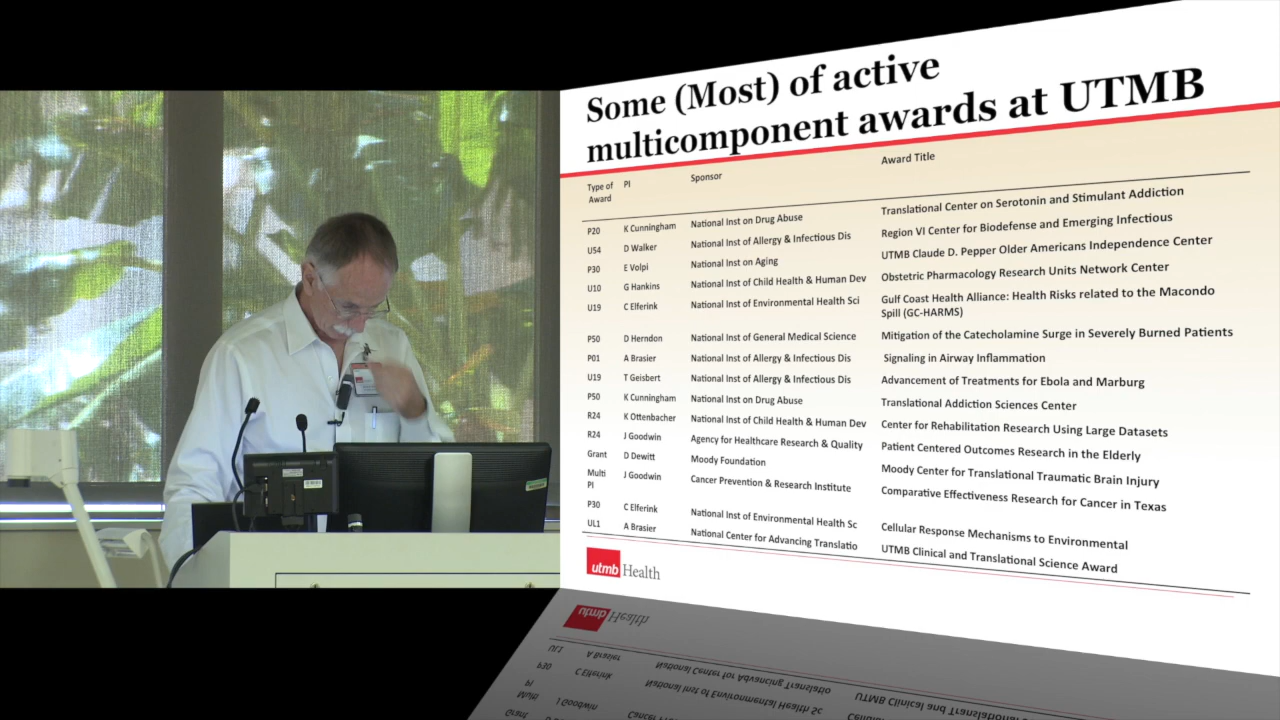 Some (Most) of active
multicomponent awards at UTMB
Type of Award PI Sponsor Award Title
P20 K Cunningham National Inst on Drug Abuse Translational Center on Serotonin and Stimulant Addiction
U54 D Walker National Inst of Allergy & Infectious Dis Region VI Center for Biodefense and Emerging Infectious
P30 E Volpi National Inst on Aging UTMB Claude D. Pepper Older Americans Independence Center
U10 G Hankins National Inst of Child Health & Human Dev Obstetric Pharmacology Research Units Network Center
U19 C Elferink National Inst of Environmental Health Sci Gulf Coast Health Alliance: Health Risks related to the Macondo
Spill (GC-HARMS)
P50 D Herndon National Inst of General Medical Science Mitigation of the Catecholamine Surge in Severely Burned Patients
P01 A Brasier National Inst of Allergy & Infectious Dis Signaling in Airway Inflammation
U19 T Geisbert National Inst of Allergy & Infectious Dis Advancement of Treatments for Ebola and Marburg
P50 K Cunningham National Inst on Drug Abuse Translational Addiction Sciences Center
R24 K Ottenbacher National Inst of Child Health & Human Dev Center for Rehabilitation Research Using Large Datasets
R24 J Goodwin Agency for Healthcare Research & Quality Patient Centered Outcomes Research in the Elderly
Grant D Dewitt Moody Foundation Moody Center for Translational Traumatic Brain Injury
Multi PI J Goodwin Cancer Prevention & Research Institute Comparative Effectiveness Research for Cancer in Texas
P30 C Elferink National Inst of Environmental Health Sc Cellular Response Mechanisms to Environmental
UL1 A Brasier National Center for Advancing Translatio UTMB Clinical and Translational Science Award
utmb Health